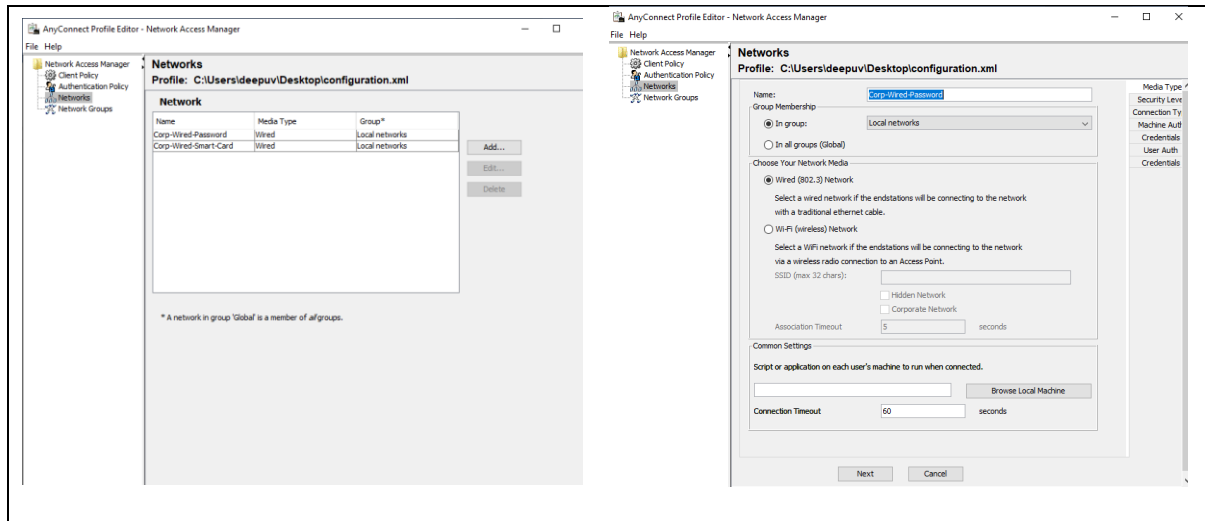 AnyConnect Profile Editor - Network Access Manager
File Help
Network Access Manager
Client Policy
Authentication Policy
Networks
Network Groups
Networks
Profile: C:\Users\deepuv\Desktop\configuration.xml
Network
Name Media Type Group*
Corp-Wired-Password Wired Local networks
Corp-Wired-Smart-Card Wired Local networks
Add...
Edit...
Delete
* A network in group 'Global' is a member of all groups.
AnyConnect Profile Editor - Network Access Manager
File Help
Network Access Manager
Client Policy
Authentication Policy
Networks
Network Groups
Networks
Profile: C:\Users\deepuv\Desktop\configuration.xml
Name: Corp-Wired-Password
Group Membership
In group: Local networks
In all groups (Global)
Choose Your Network Media
Wired (802.3) Network
Select a wired network if the endstations will be connecting to the network
with a traditional ethernet cable.
Wi-Fi (wireless) Network
Select a WiFi network if the endstations will be connecting to the network
via a wireless radio connection to an Access Point.
SSID (max 32 chars):
Hidden Network
Corporate Network
Association Timeout 5 seconds
Common Settings
Script or application on each user's machine to run when connected.
Browse Local Machine
Connection Timeout 60 seconds
Next Cancel
Media Type
Security Leve
Connection Ty
Machine Auth
Credentials
User Auth
Credentials